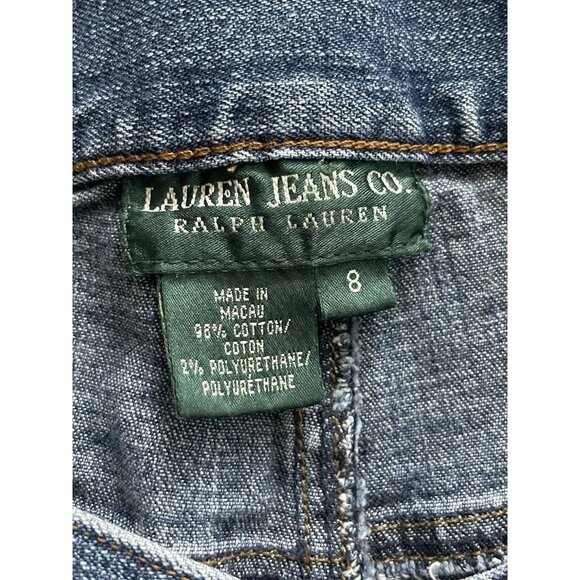 LAUREN JEANS CO.
RALPH LAUREN
8
MADE IN
MACAU
98% COTTON/
COTON
2% POLYURETHANE/
POLYURETHANE